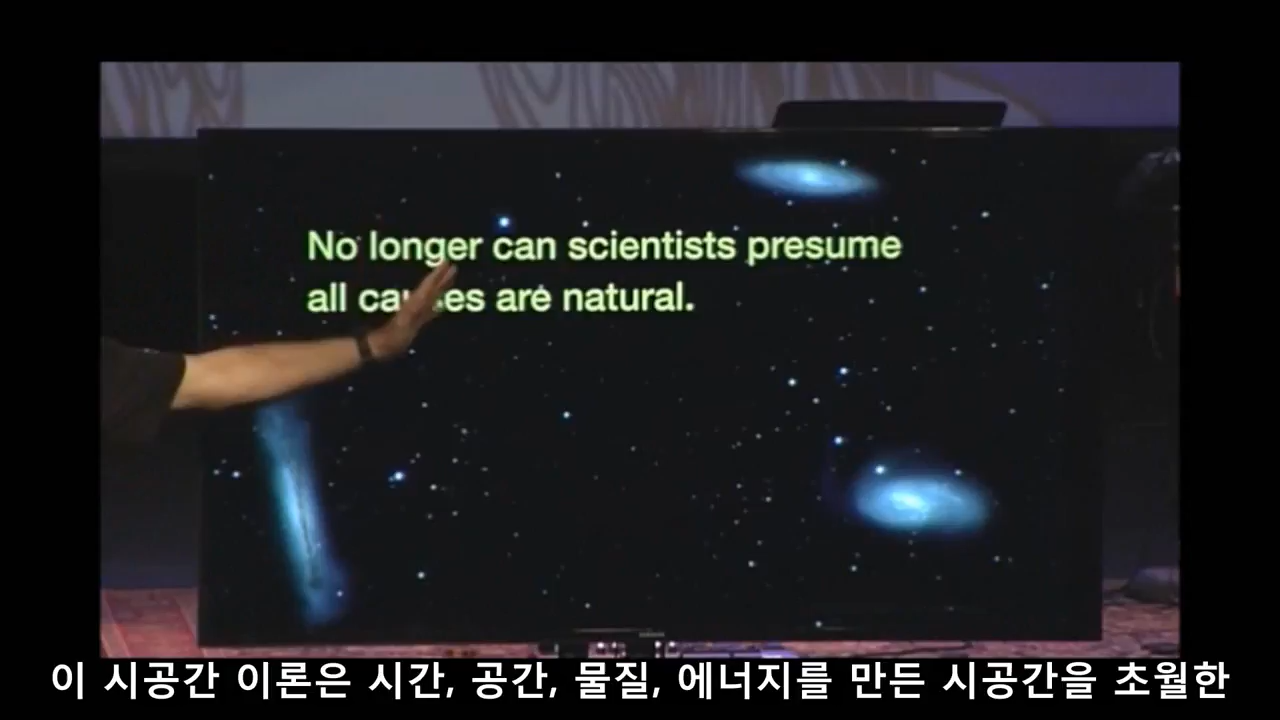 No longer can scientists presume
all causes are natural.
이 시공간 이론은 시간, 공간, 물질, 에너지를 만든 시공간을 초월한